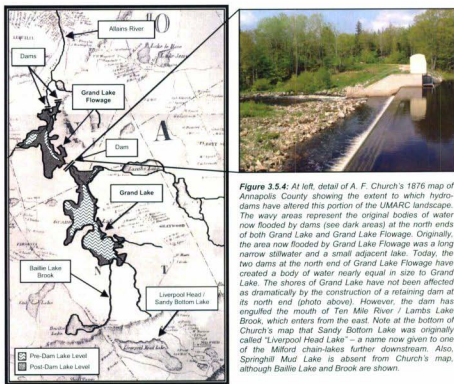 Allains River
Dams
Grand Lake
Flowage
Dam
Grand Lake
Baillie Lake
Brook
Liverpool Head /
Sandy Bottom Lake
Liverpool Head Lake
Pre-Dam Lake Level
Post-Dam Lake Level
Figure 3.5.4: At left, detail of A. F. Church's 1876 map of
Annapolis County showing the extent to which hydro-
dams have altered this portion of the UMARC landscape.
The wavy areas represent the original bodies of water
now flooded by dams (see dark areas) at the north ends
of both Grand Lake and Grand Lake Flowage. Originally,
the area now flooded by Grand Lake Flowage was a long
narrow stillwater and a small adjacent lake. Today, the
two dams at the north end of Grand Lake Flowage have
created a body of water nearly equal in size to Grand
Lake. The shores of Grand Lake have not been affected
as dramatically by the construction of a retaining dam at
its north end (photo above). However, the dam has
engulfed the mouth of Ten Mile River / Lambs Lake
Brook, which enters from the east. Note at the bottom of
Church's map that Sandy Bottom Lake was originally
called "Liverpool Head Lake" – a name now given to one
of the Milford chain-lakes further downstream. Also,
Springhill Mud Lake is absent from Church's map,
although Baillie Lake and Brook are shown.